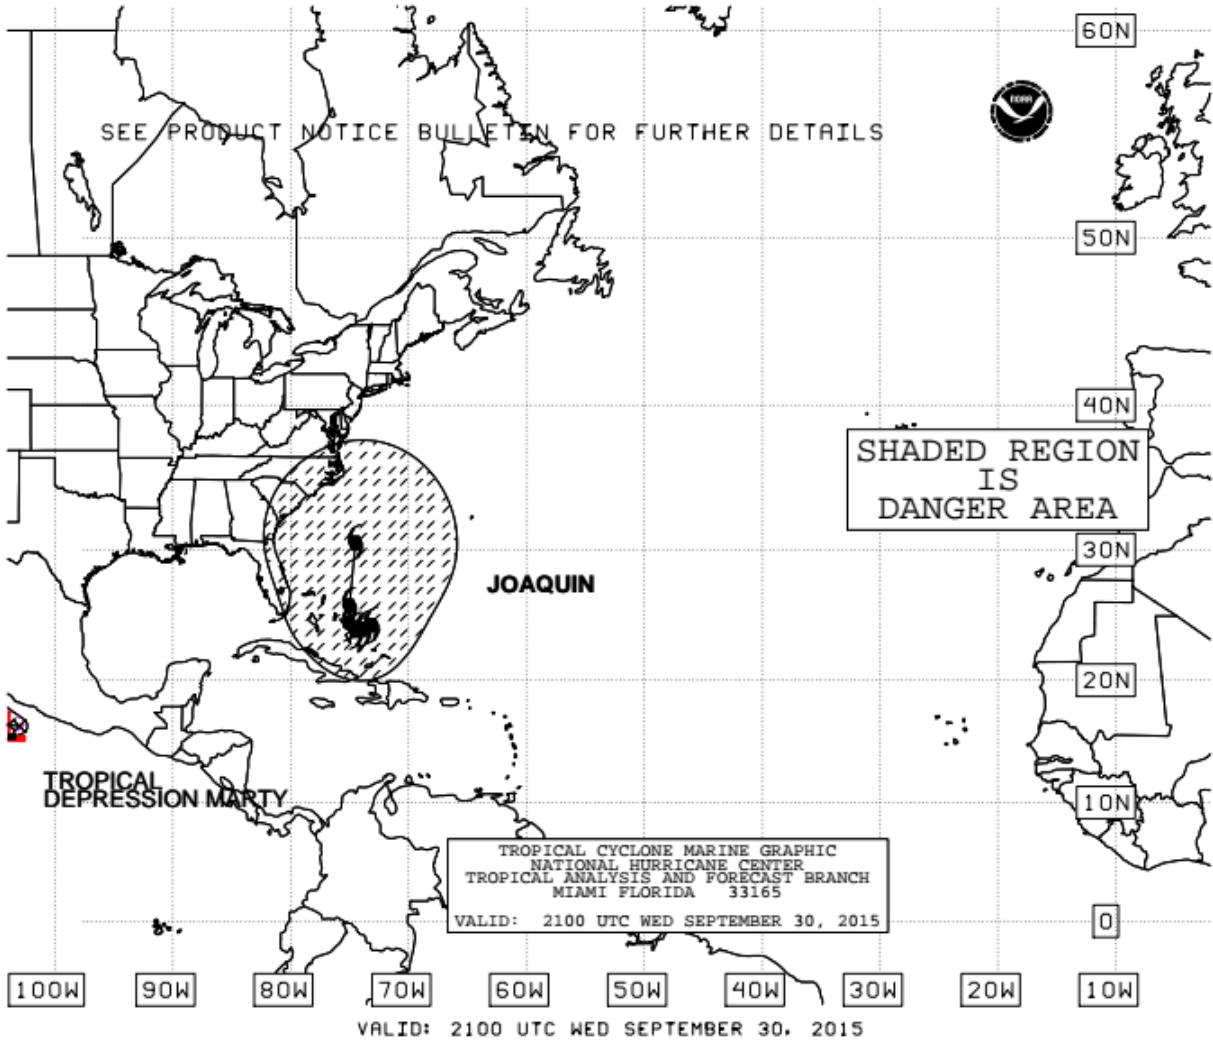 60N
NOAA
SEE PRODUCT NOTICE BULLETIN FOR FURTHER DETAILS
50N
40N
SHADED REGION
IS
DANGER AREA
30N
JOAQUIN
20N
TROPICAL
DEPRESSION MARTY
10N
TROPICAL CYCLONE MARINE GRAPHIC
NATIONAL HURRICANE CENTER
TROPICAL ANALYSIS AND FORECAST BRANCH
MIAMI FLORIDA 33165
VALID: 2100 UTC WED SEPTEMBER 30, 2015
0
100W 90W 80W 70W 60W 50W 40W 30W 20W 10W
VALID: 2100 UTC WED SEPTEMBER 30, 2015